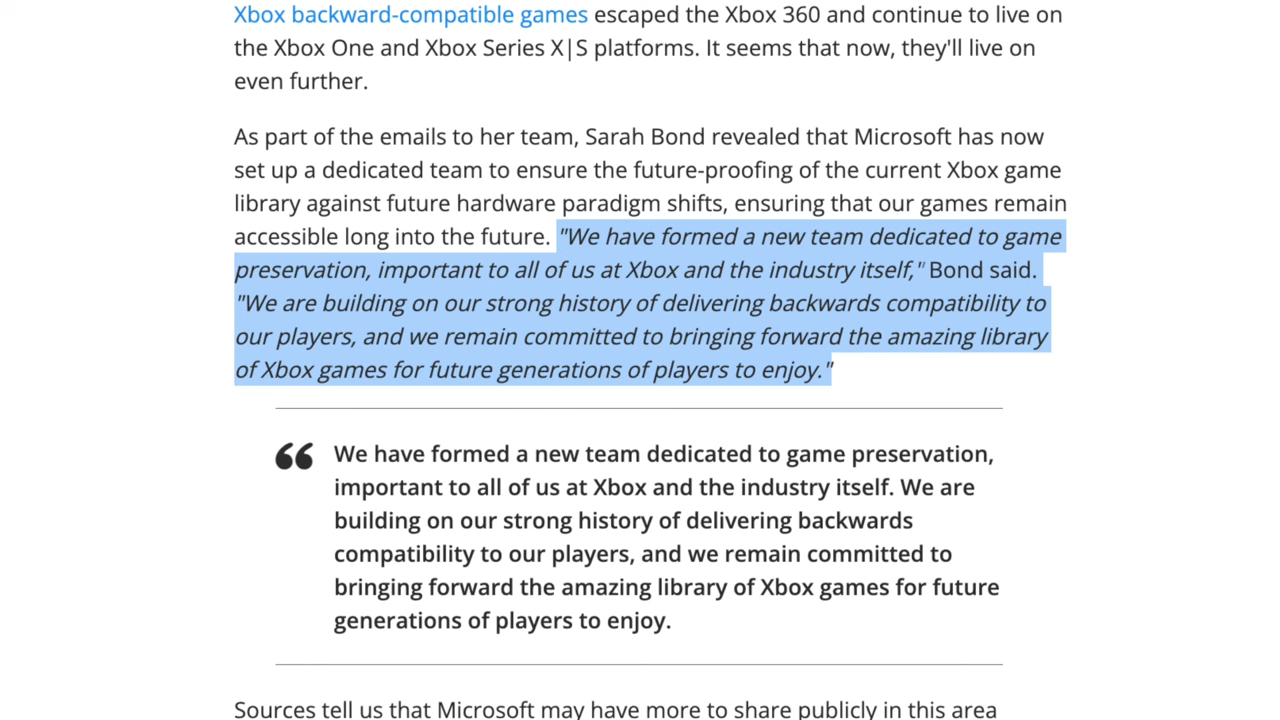 Xbox backward-compatible games escaped the Xbox 360 and continue to live on
the Xbox One and Xbox Series X|S platforms. It seems that now, they'll live on
even further.
As part of the emails to her team, Sarah Bond revealed that Microsoft has now
set up a dedicated team to ensure the future-proofing of the current Xbox game
library against future hardware paradigm shifts, ensuring that our games remain
accessible long into the future. "We have formed a new team dedicated to game
preservation, important to all of us at Xbox and the industry itself," Bond said.
"We are building on our strong history of delivering backwards compatibility to
our players, and we remain committed to bringing forward the amazing library
of Xbox games for future generations of players to enjoy."
❝ We have formed a new team dedicated to game preservation,
important to all of us at Xbox and the industry itself. We are
building on our strong history of delivering backwards
compatibility to our players, and we remain committed to
bringing forward the amazing library of Xbox games for future
generations of players to enjoy.
Sources tell us that Microsoft may have more to share publicly in this area